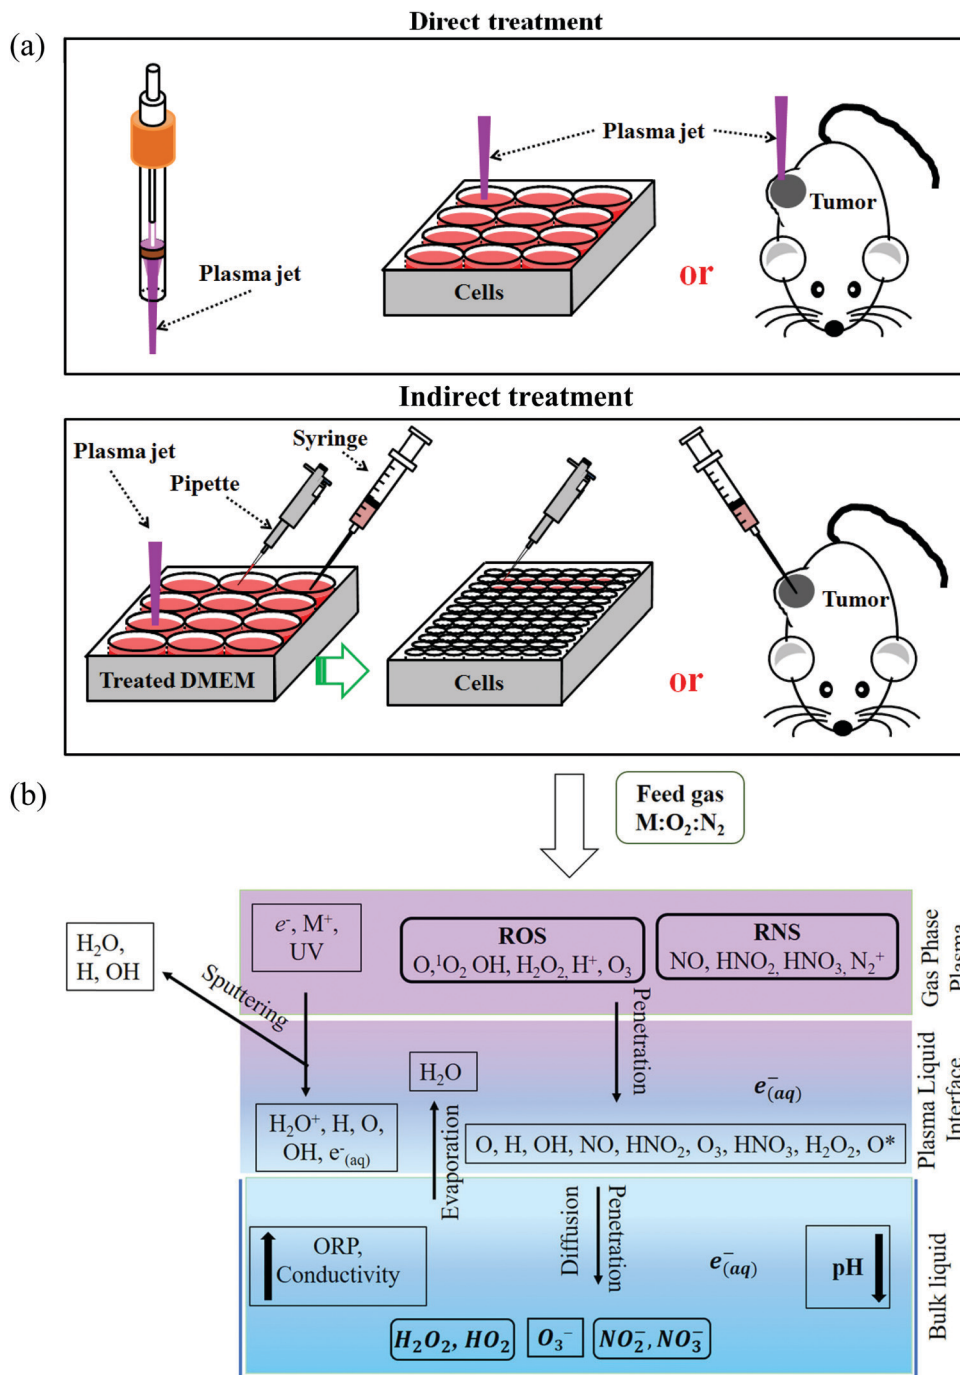 Direct treatment
(a)
Plasma jet
Tumor
Plasma jet
Cells
or
Indirect treatment
Syringe
Plasma jet
Pipette
Tumor
Treated DMEM
Cells
or
(b)
Feed gas
M:O₂:N₂
e⁻, M⁺,
UV
ROS
O,¹O₂ OH, H₂O₂, H⁺, O₃
RNS
NO, HNO₂, HNO₃, N₂⁺
Gas Phase
Plasma
H₂O,
H, OH
Sputtering
Penetration
H₂O
e⁻(aq)
H₂O⁺, H, O,
OH, e⁻(aq)
O, H, OH, NO, HNO₂, O₃, HNO₃, H₂O₂, O*
Plasma Liquid
Interface
Evaporation
Diffusion
Penetration
ORP,
Conductivity
e⁻(aq)
pH
Bulk liquid
H₂O₂, HO₂
O₃⁻
NO₂⁻, NO₃⁻